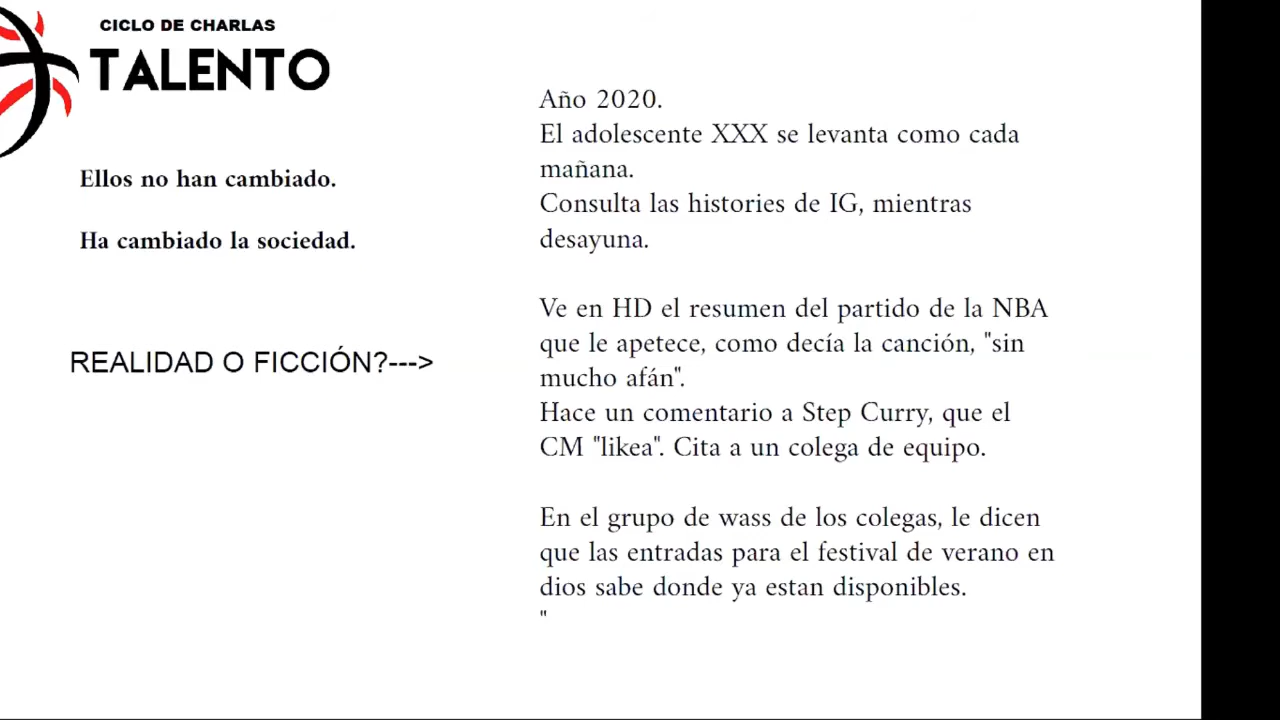 CICLO DE CHARLAS
TALENTO
Ellos no han cambiado.
Ha cambiado la sociedad.
REALIDAD O FICCIÓN?--->
Año 2020.
El adolescente XXX se levanta como cada
mañana.
Consulta las histories de IG, mientras
desayuna.
Ve en HD el resumen del partido de la NBA
que le apetece, como decía la canción, "sin
mucho afán".
Hace un comentario a Step Curry, que el
CM "likea". Cita a un colega de equipo.
En el grupo de wass de los colegas, le dicen
que las entradas para el festival de verano en
dios sabe donde ya estan disponibles.
"